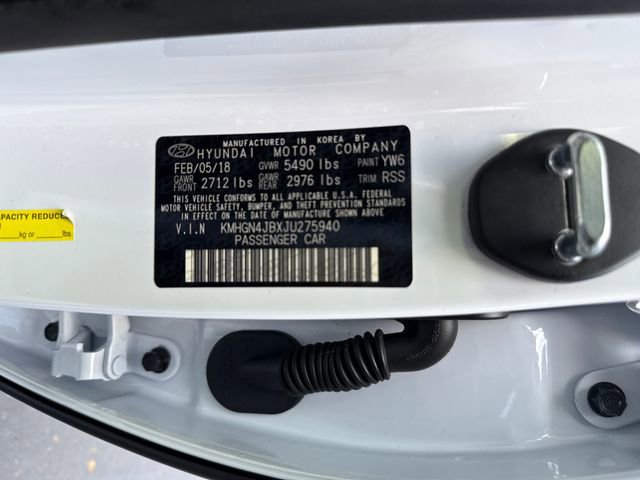 MANUFACTURED IN KOREA BY
HYUNDAI MOTOR COMPANY
FEB/05/18 GVWR 5490 lbs PAINT YW6
GAWR FRONT 2712 lbs GAWR REAR 2976 lbs TRIM RSS
THIS VEHICLE CONFORMS TO ALL APPLICABLE U.S.A. FEDERAL
MOTOR VEHICLE SAFETY, BUMPER, AND THEFT PREVENTION STANDARDS
IN EFFECT ON THE DATE OF MANUFACTURE SHOWN ABOVE.
V.I.N KMHGN4JBXJU275940
PASSENGER CAR
CAPACITY REDUCED
kg or lbs